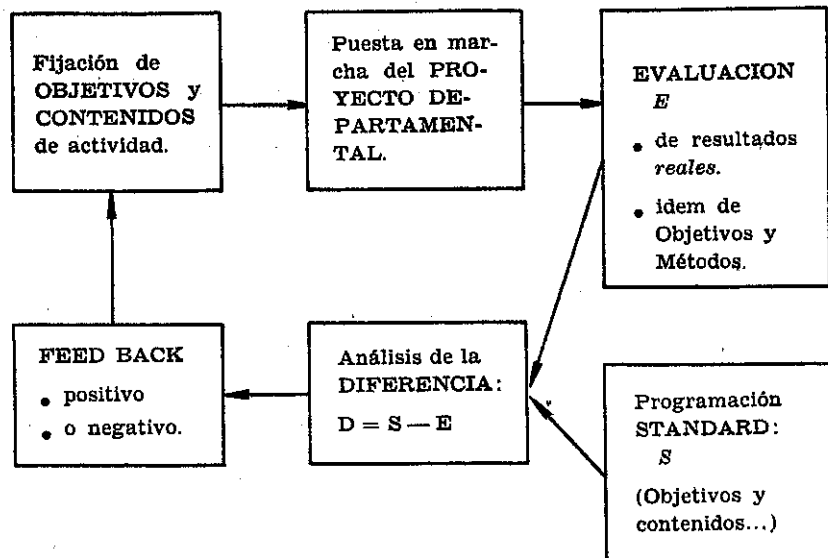 Fijación de
OBJETIVOS y
CONTENIDOS
de actividad.
Puesta en mar-
cha del PRO-
YECTO DE-
PARTAMEN-
TAL.
EVALUACION
E
• de resultados
reales.
• idem de
Objetivos y
Métodos.
FEED BACK
• positivo
• o negativo.
Análisis de la
DIFERENCIA:
D = S — E
Programación
STANDARD:
S
(Objetivos y
contenidos...)